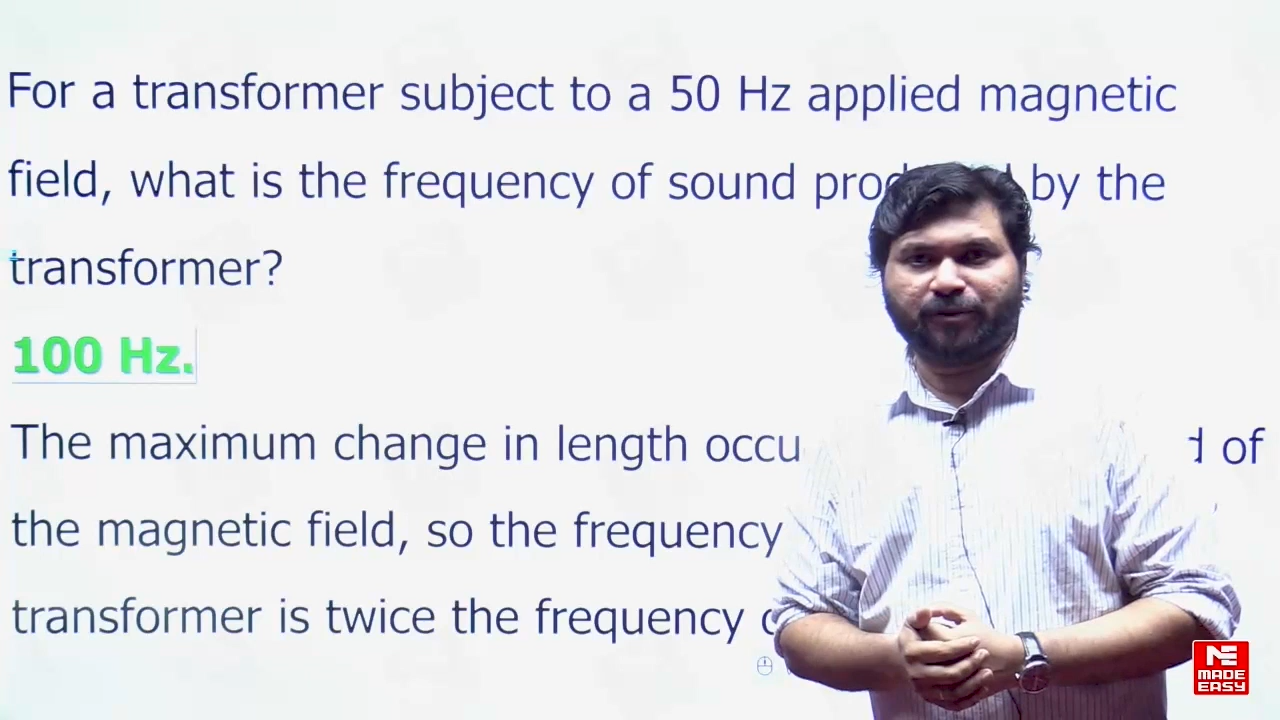 For a transformer subject to a 50 Hz applied magnetic
field, what is the frequency of sound by the
transformer?
100 Hz.
The maximum change in length of
the magnetic field, so the frequency
transformer is twice the frequency
ME
MADE
EASY